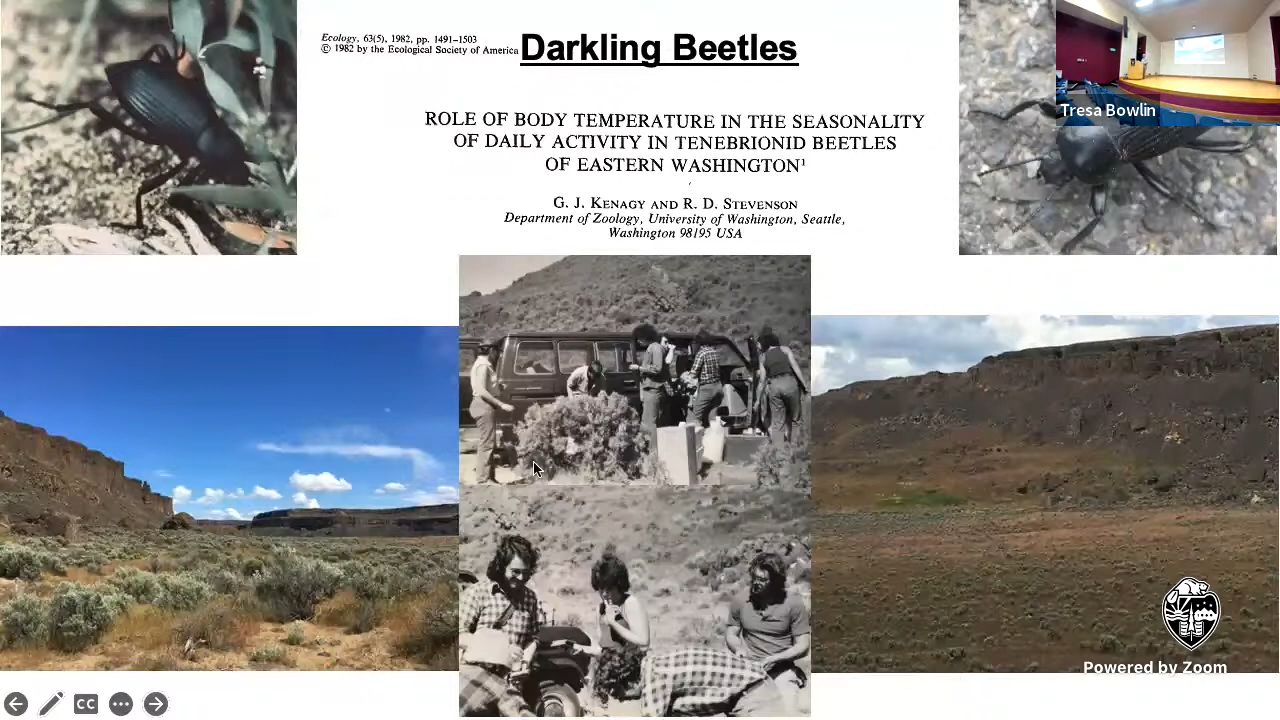 Ecology, 63(5), 1982, pp. 1491–1503
© 1982 by the Ecological Society of America
Darkling Beetles
Tresa Bowlin
ROLE OF BODY TEMPERATURE IN THE SEASONALITY
OF DAILY ACTIVITY IN TENEBRIONID BEETLES
OF EASTERN WASHINGTON¹
G. J. KENAGY AND R. D. STEVENSON
Department of Zoology, University of Washington, Seattle,
Washington 98195 USA
Powered by Zoom
CC